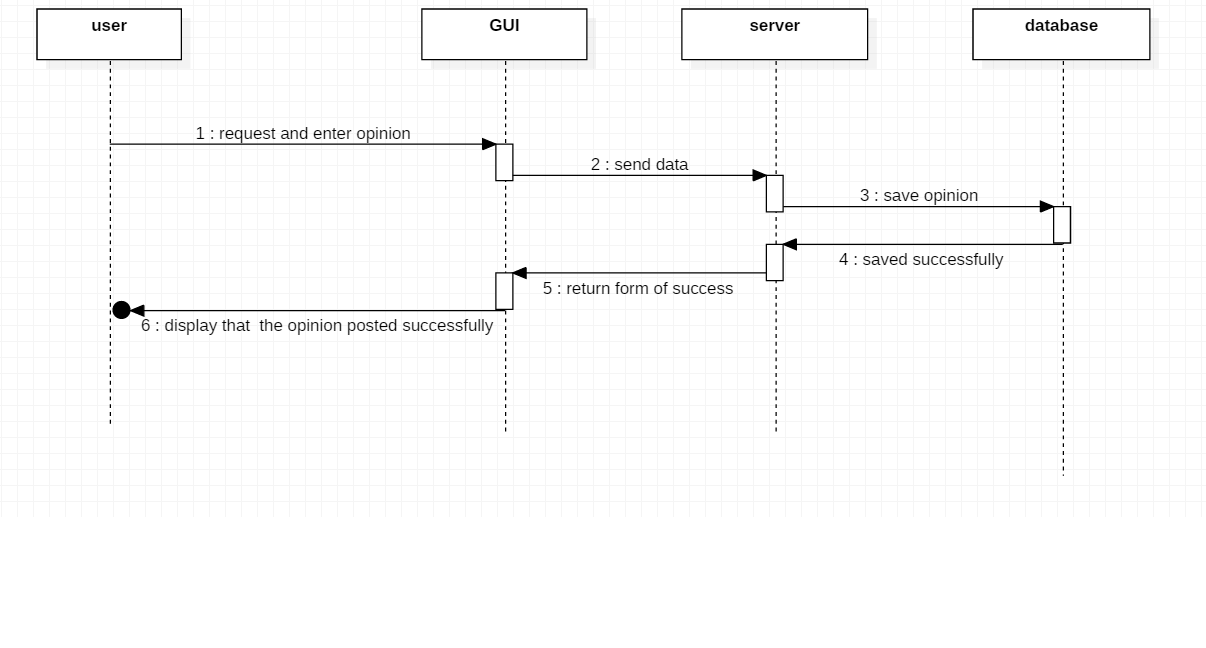 user
GUI
server
database
1 : request and enter opinion
2 : send data
3 : save opinion
4 : saved successfully
5 : return form of success
6 : display that  the opinion posted successfully